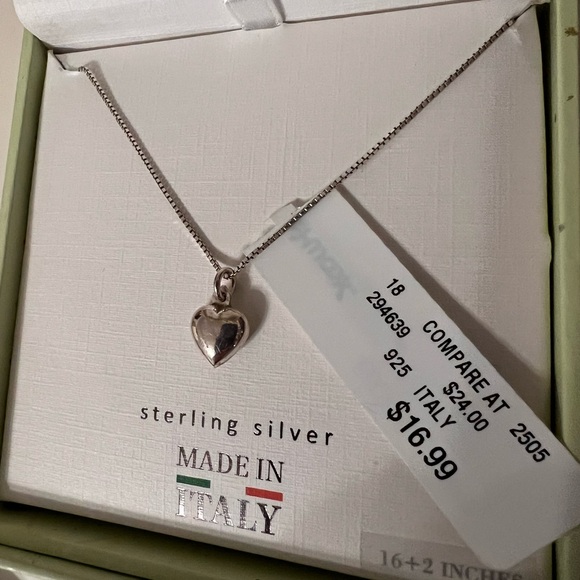 18 COMPARE AT 2505
294639 $24.00
925 ITALY
$16.99
sterling silver
MADE IN
ITALY
16+2 INCHES